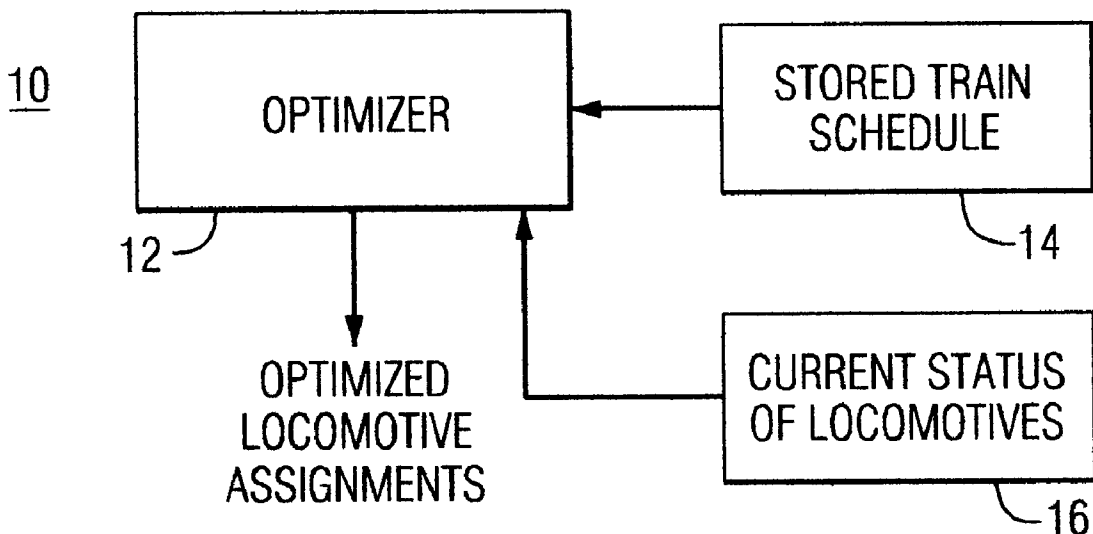 10
OPTIMIZER
12
STORED TRAIN
SCHEDULE
14
OPTIMIZED
LOCOMOTIVE
ASSIGNMENTS
CURRENT STATUS
OF LOCOMOTIVES
16